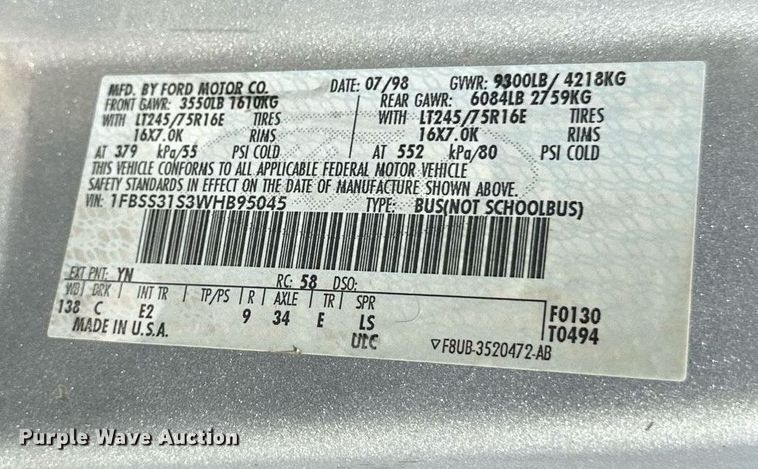 MFD. BY FORD MOTOR CO.
DATE: 07/98 GVWR: 9300LB/ 4218KG
FRONT GAWR: 3550LB 1610KG REAR GAWR: 6084LB 2759KG
WITH LT245/75R16E TIRES WITH LT245/75R16E TIRES
16X7.0K RIMS 16X7.0K RIMS
AT 379 kPa/55 PSI COLD AT 552 kPa/80 PSI COLD
THIS VEHICLE CONFORMS TO ALL APPLICABLE FEDERAL MOTOR VEHICLE
SAFETY STANDARDS IN EFFECT ON THE DATE OF MANUFACTURE SHOWN ABOVE.
VIN: 1FBSS31S3WHB95045 TYPE: BUS(NOT SCHOOLBUS)
EXT PNT: YN RC: 58 DSO:
WB BRK INT TR TP/PS R AXLE TR SPR
138 C E2 9 34 E LS
UDC
F0130
T0494
MADE IN U.S.A.
▽F8UB-3520472-AB
Purple Wave Auction